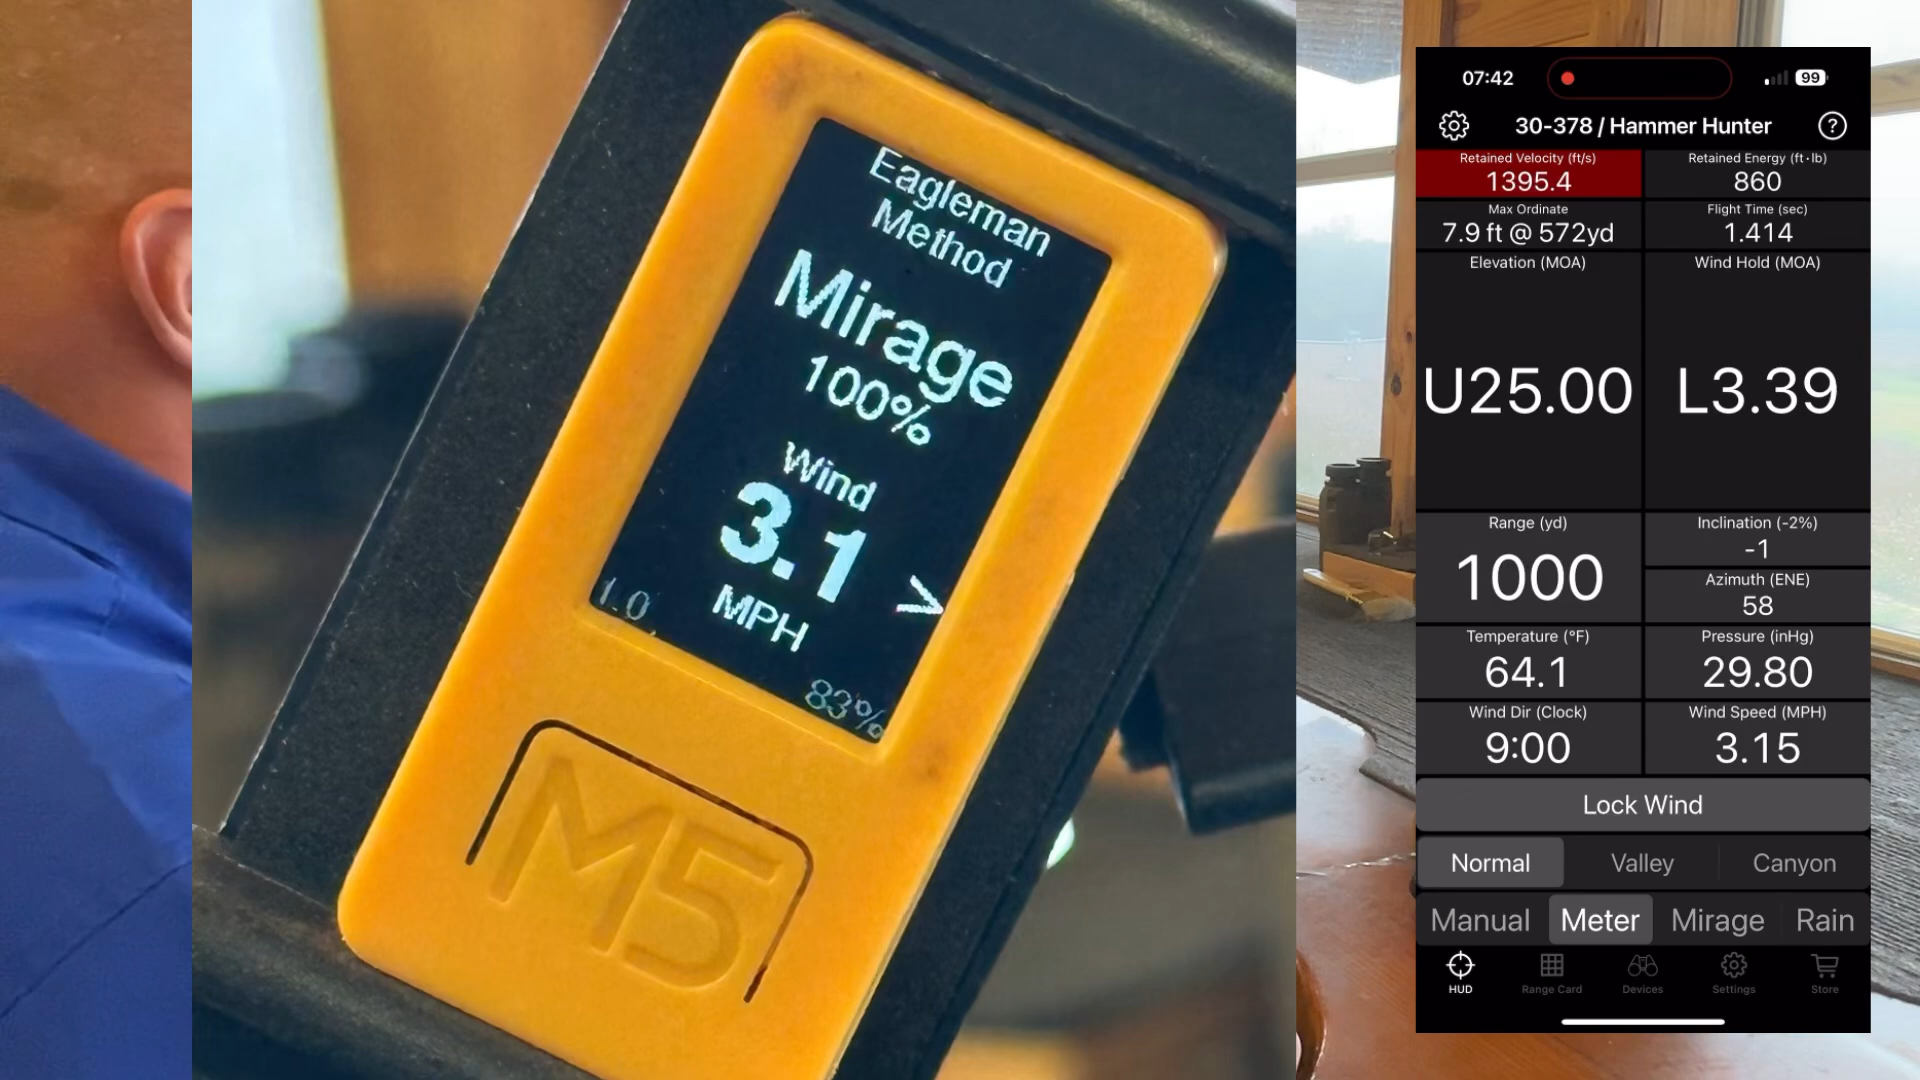 Eagleman
Method
Mirage
100%
Wind
3.1
>
1.0
MPH
83%
M5
07:42
99
30-378 / Hammer Hunter
?
Retained Velocity (ft/s)
1395.4
Retained Energy (ft·lb)
860
Max Ordinate
7.9 ft @ 572yd
Flight Time (sec)
1.414
Elevation (MOA)
U25.00
Wind Hold (MOA)
L3.39
Range (yd)
1000
Inclination (-2%)
-1
Azimuth (ENE)
58
Temperature (°F)
64.1
Pressure (inHg)
29.80
Wind Dir (Clock)
9:00
Wind Speed (MPH)
3.15
Lock Wind
Normal Valley Canyon
Manual Meter Mirage Rain
HUD Range Card Devices Settings Store